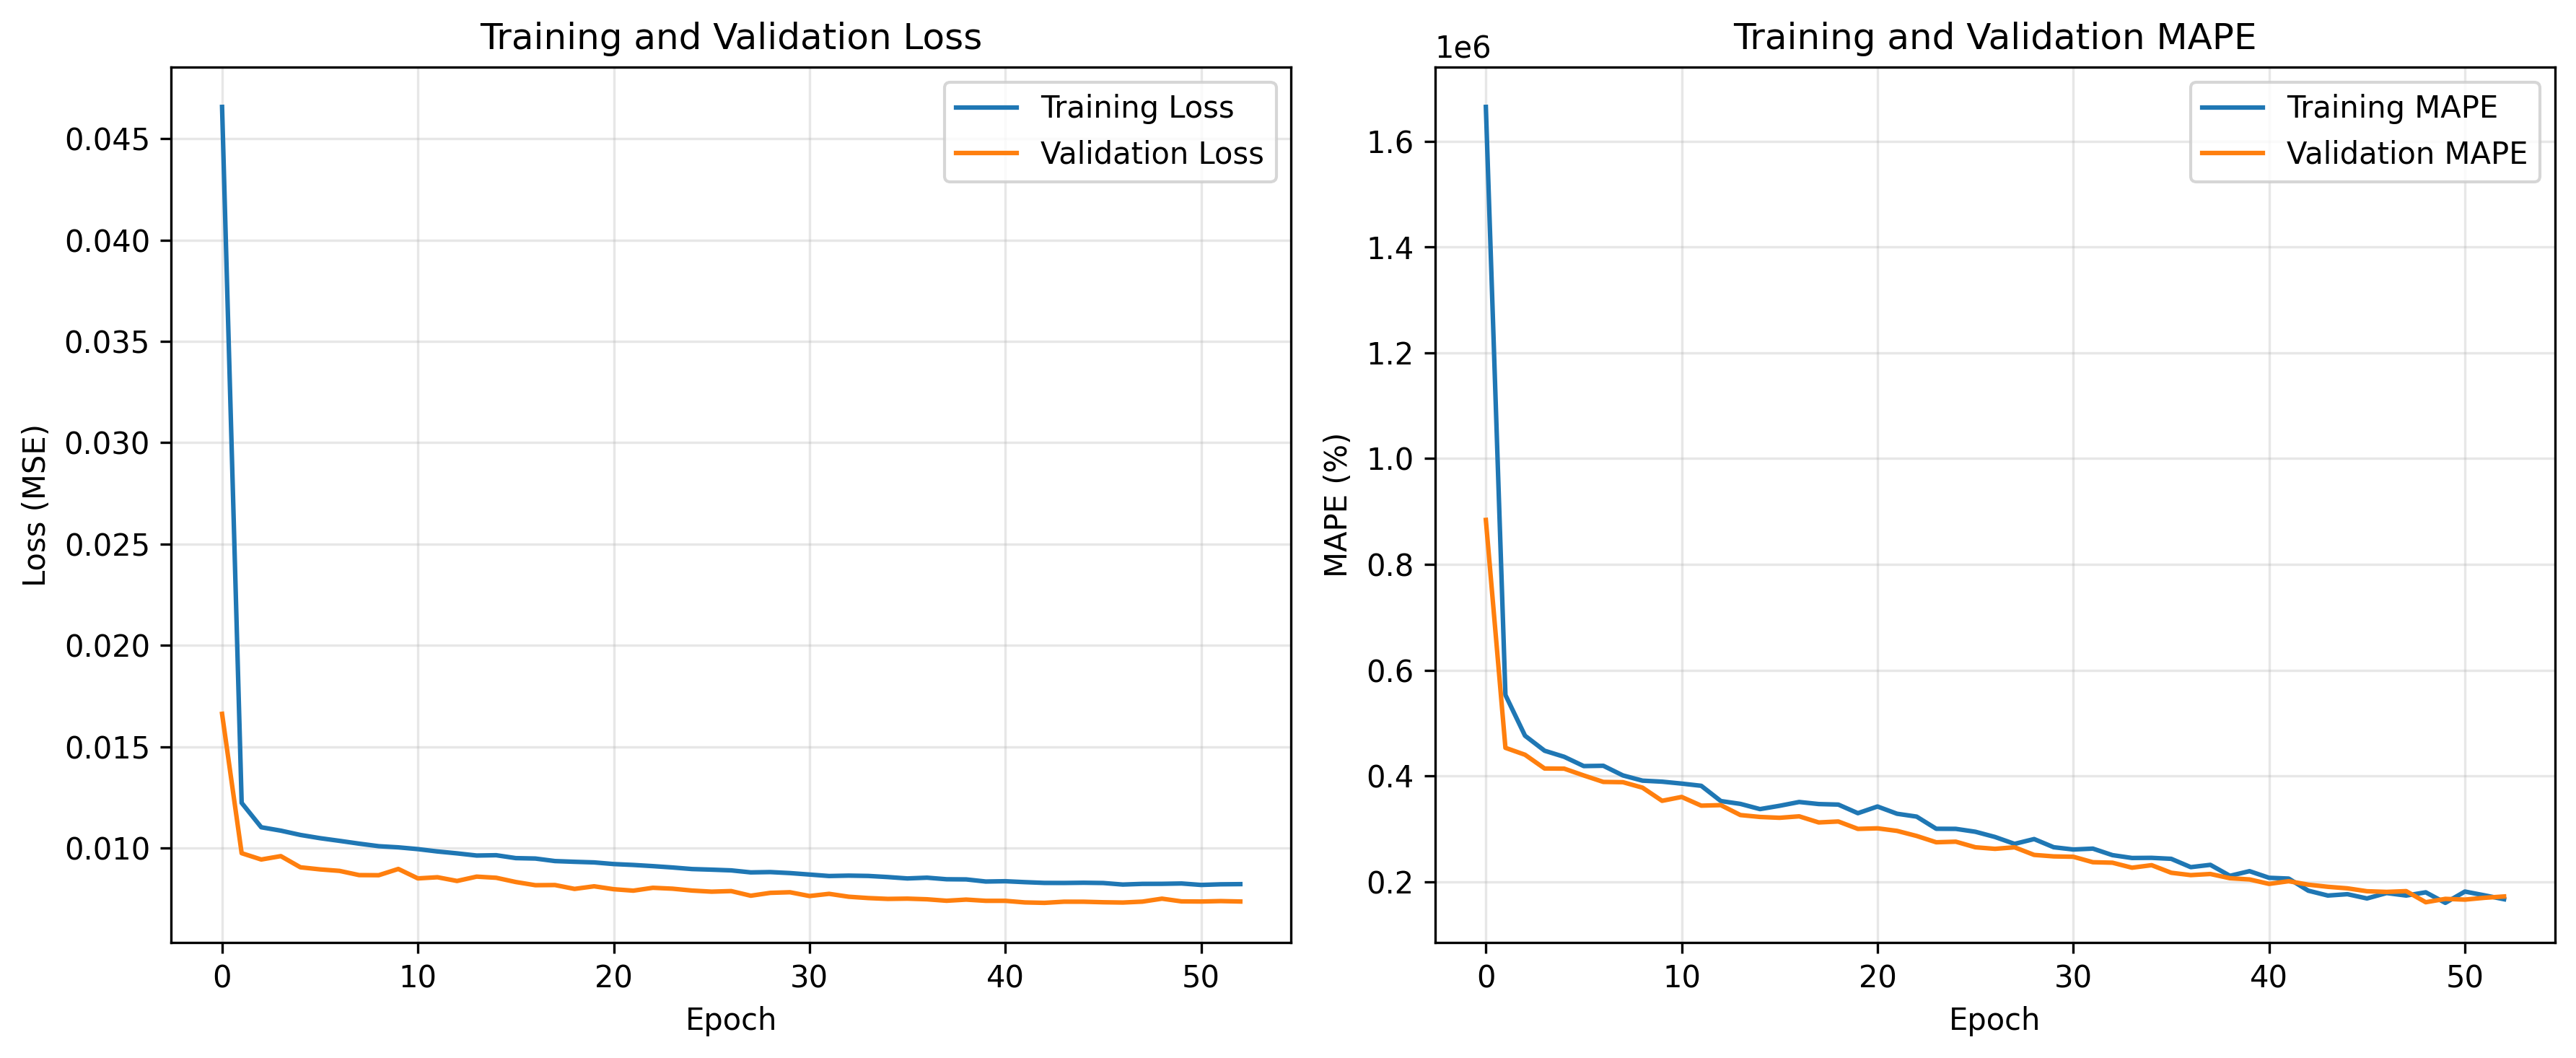 Training and Validation Loss
Training Loss
Validation Loss
0.045
0.040
0.035
0.030
0.025
0.020
0.015
0.010
Loss (MSE)
0 10 20 30 40 50
Epoch
Training and Validation MAPE
1e6
Training MAPE
Validation MAPE
1.6
1.4
1.2
1.0
0.8
0.6
0.4
0.2
MAPE (%)
0 10 20 30 40 50
Epoch